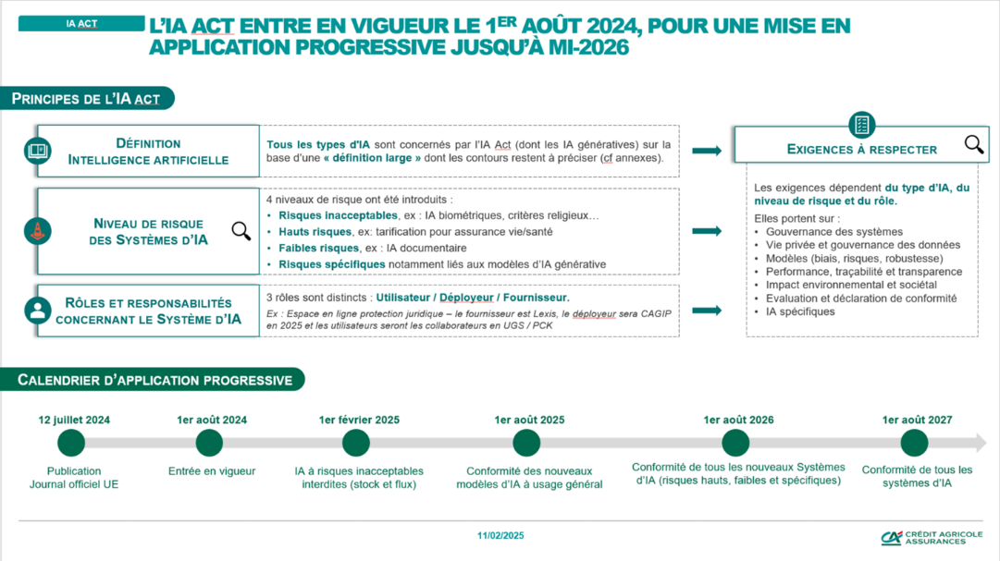 IA ACT
L'IA ACT ENTRE EN VIGUEUR LE 1ER AOÛT 2024, POUR UNE MISE EN
APPLICATION PROGRESSIVE JUSQU'À MI-2026
PRINCIPES DE L'IA ACT
DÉFINITION
INTELLIGENCE ARTIFICIELLE
Tous les types d'IA sont concernés par l'IA Act (dont les IA génératives) sur la
base d'une « définition large » dont les contours restent à préciser (cf annexes).
NIVEAU DE RISQUE
DES SYSTÈMES D'IA
4 niveaux de risque ont été introduits :
• Risques inacceptables, ex : IA biométriques, critères religieux…
• Hauts risques, ex: tarification pour assurance vie/santé
• Faibles risques, ex : IA documentaire
• Risques spécifiques notamment liés aux modèles d'IA générative
RÔLES ET RESPONSABILITÉS
CONCERNANT LE SYSTÈME D'IA
3 rôles sont distincts : Utilisateur / Déployeur / Fournisseur.
Ex : Espace en ligne protection juridique – le fournisseur est Lexis, le déployeur sera CAGIP
en 2025 et les utilisateurs seront les collaborateurs en UGS / PCK
EXIGENCES À RESPECTER
Les exigences dépendent du type d'IA, du
niveau de risque et du rôle.
Elles portent sur :
• Gouvernance des systèmes
• Vie privée et gouvernance des données
• Modèles (biais, risques, robustesse)
• Performance, traçabilité et transparence
• Impact environnemental et sociétal
• Evaluation et déclaration de conformité
• IA spécifiques
CALENDRIER D'APPLICATION PROGRESSIVE
12 juillet 2024
Publication
Journal officiel UE
1er août 2024
Entrée en vigueur
1er février 2025
IA à risques inacceptables
interdites (stock et flux)
1er août 2025
Conformité des nouveaux
modèles d'IA à usage général
1er août 2026
Conformité de tous les nouveaux Systèmes
d'IA (risques hauts, faibles et spécifiques)
1er août 2027
Conformité de tous les
systèmes d'IA
11/02/2025
CRÉDIT AGRICOLE
ASSURANCES